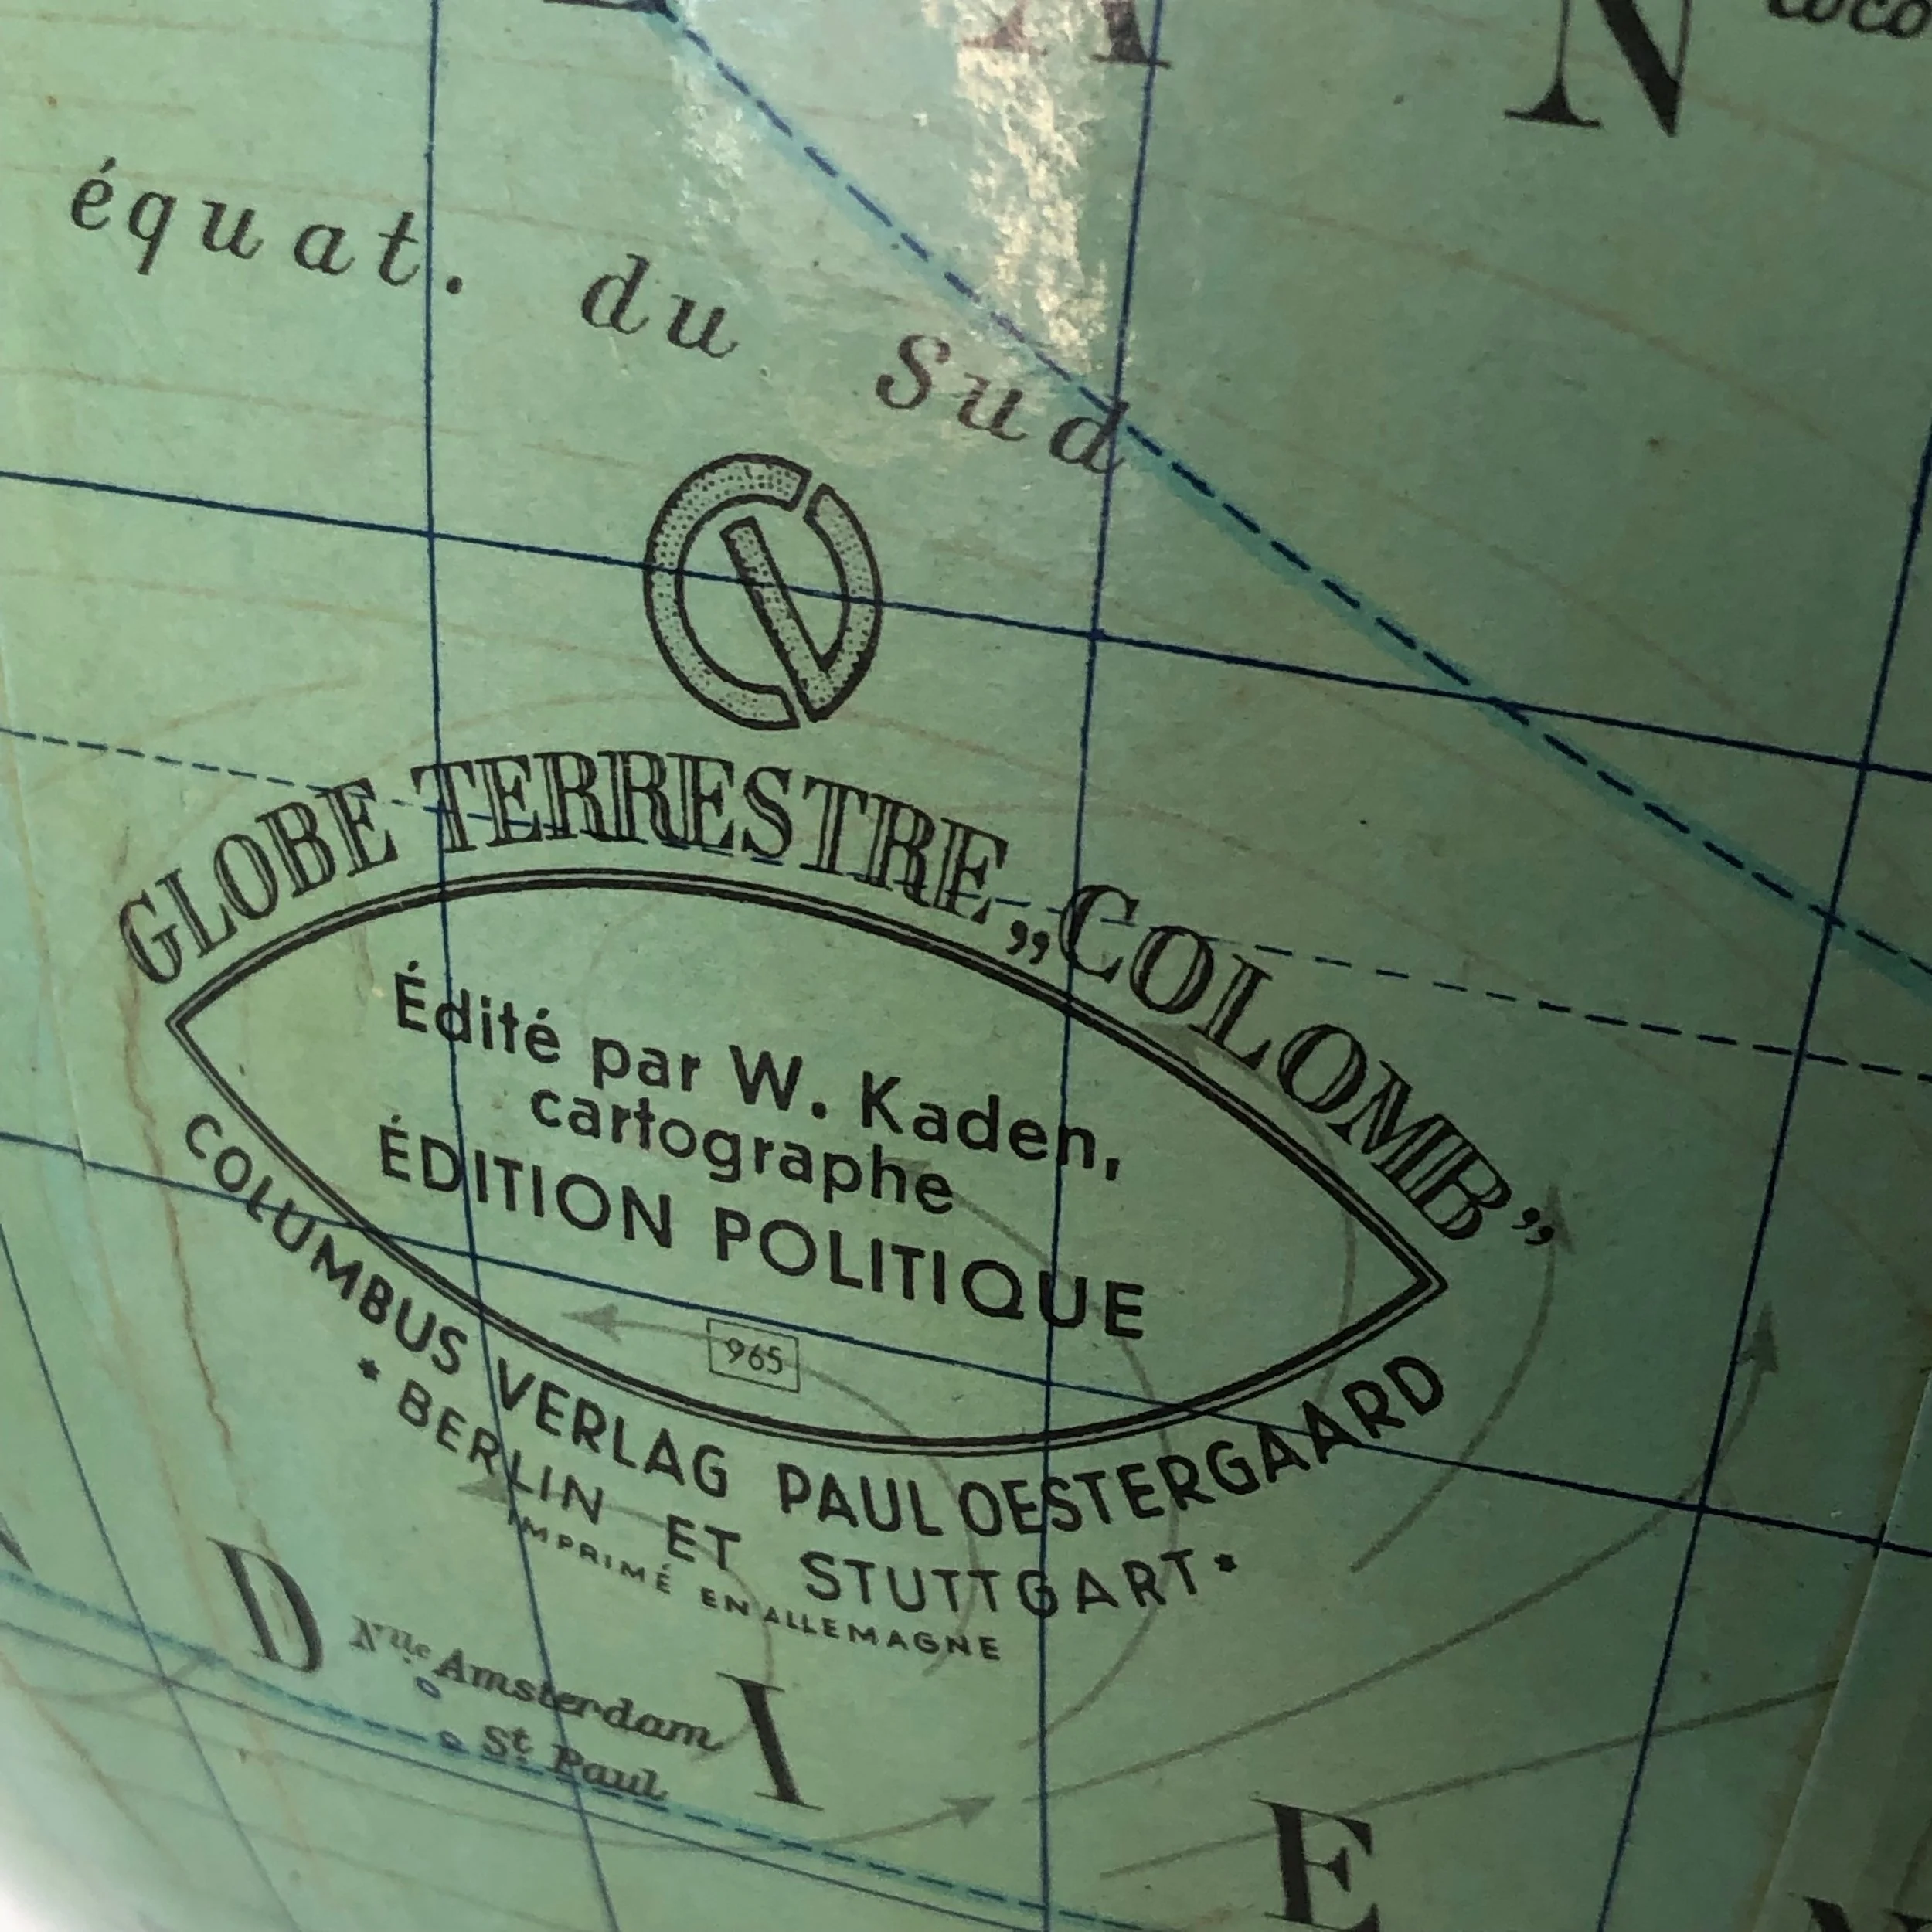 A N
équat. du Sud
GLOBE TERRESTRE „COLOMB”
Édité par W. Kaden,
cartographe
ÉDITION POLITIQUE
965
COLUMBUS VERLAG PAUL OESTERGAARD
* BERLIN ET STUTTGART *
IMPRIMÉ EN ALLEMAGNE
D I E
Nlle Amsterdam
St Paul